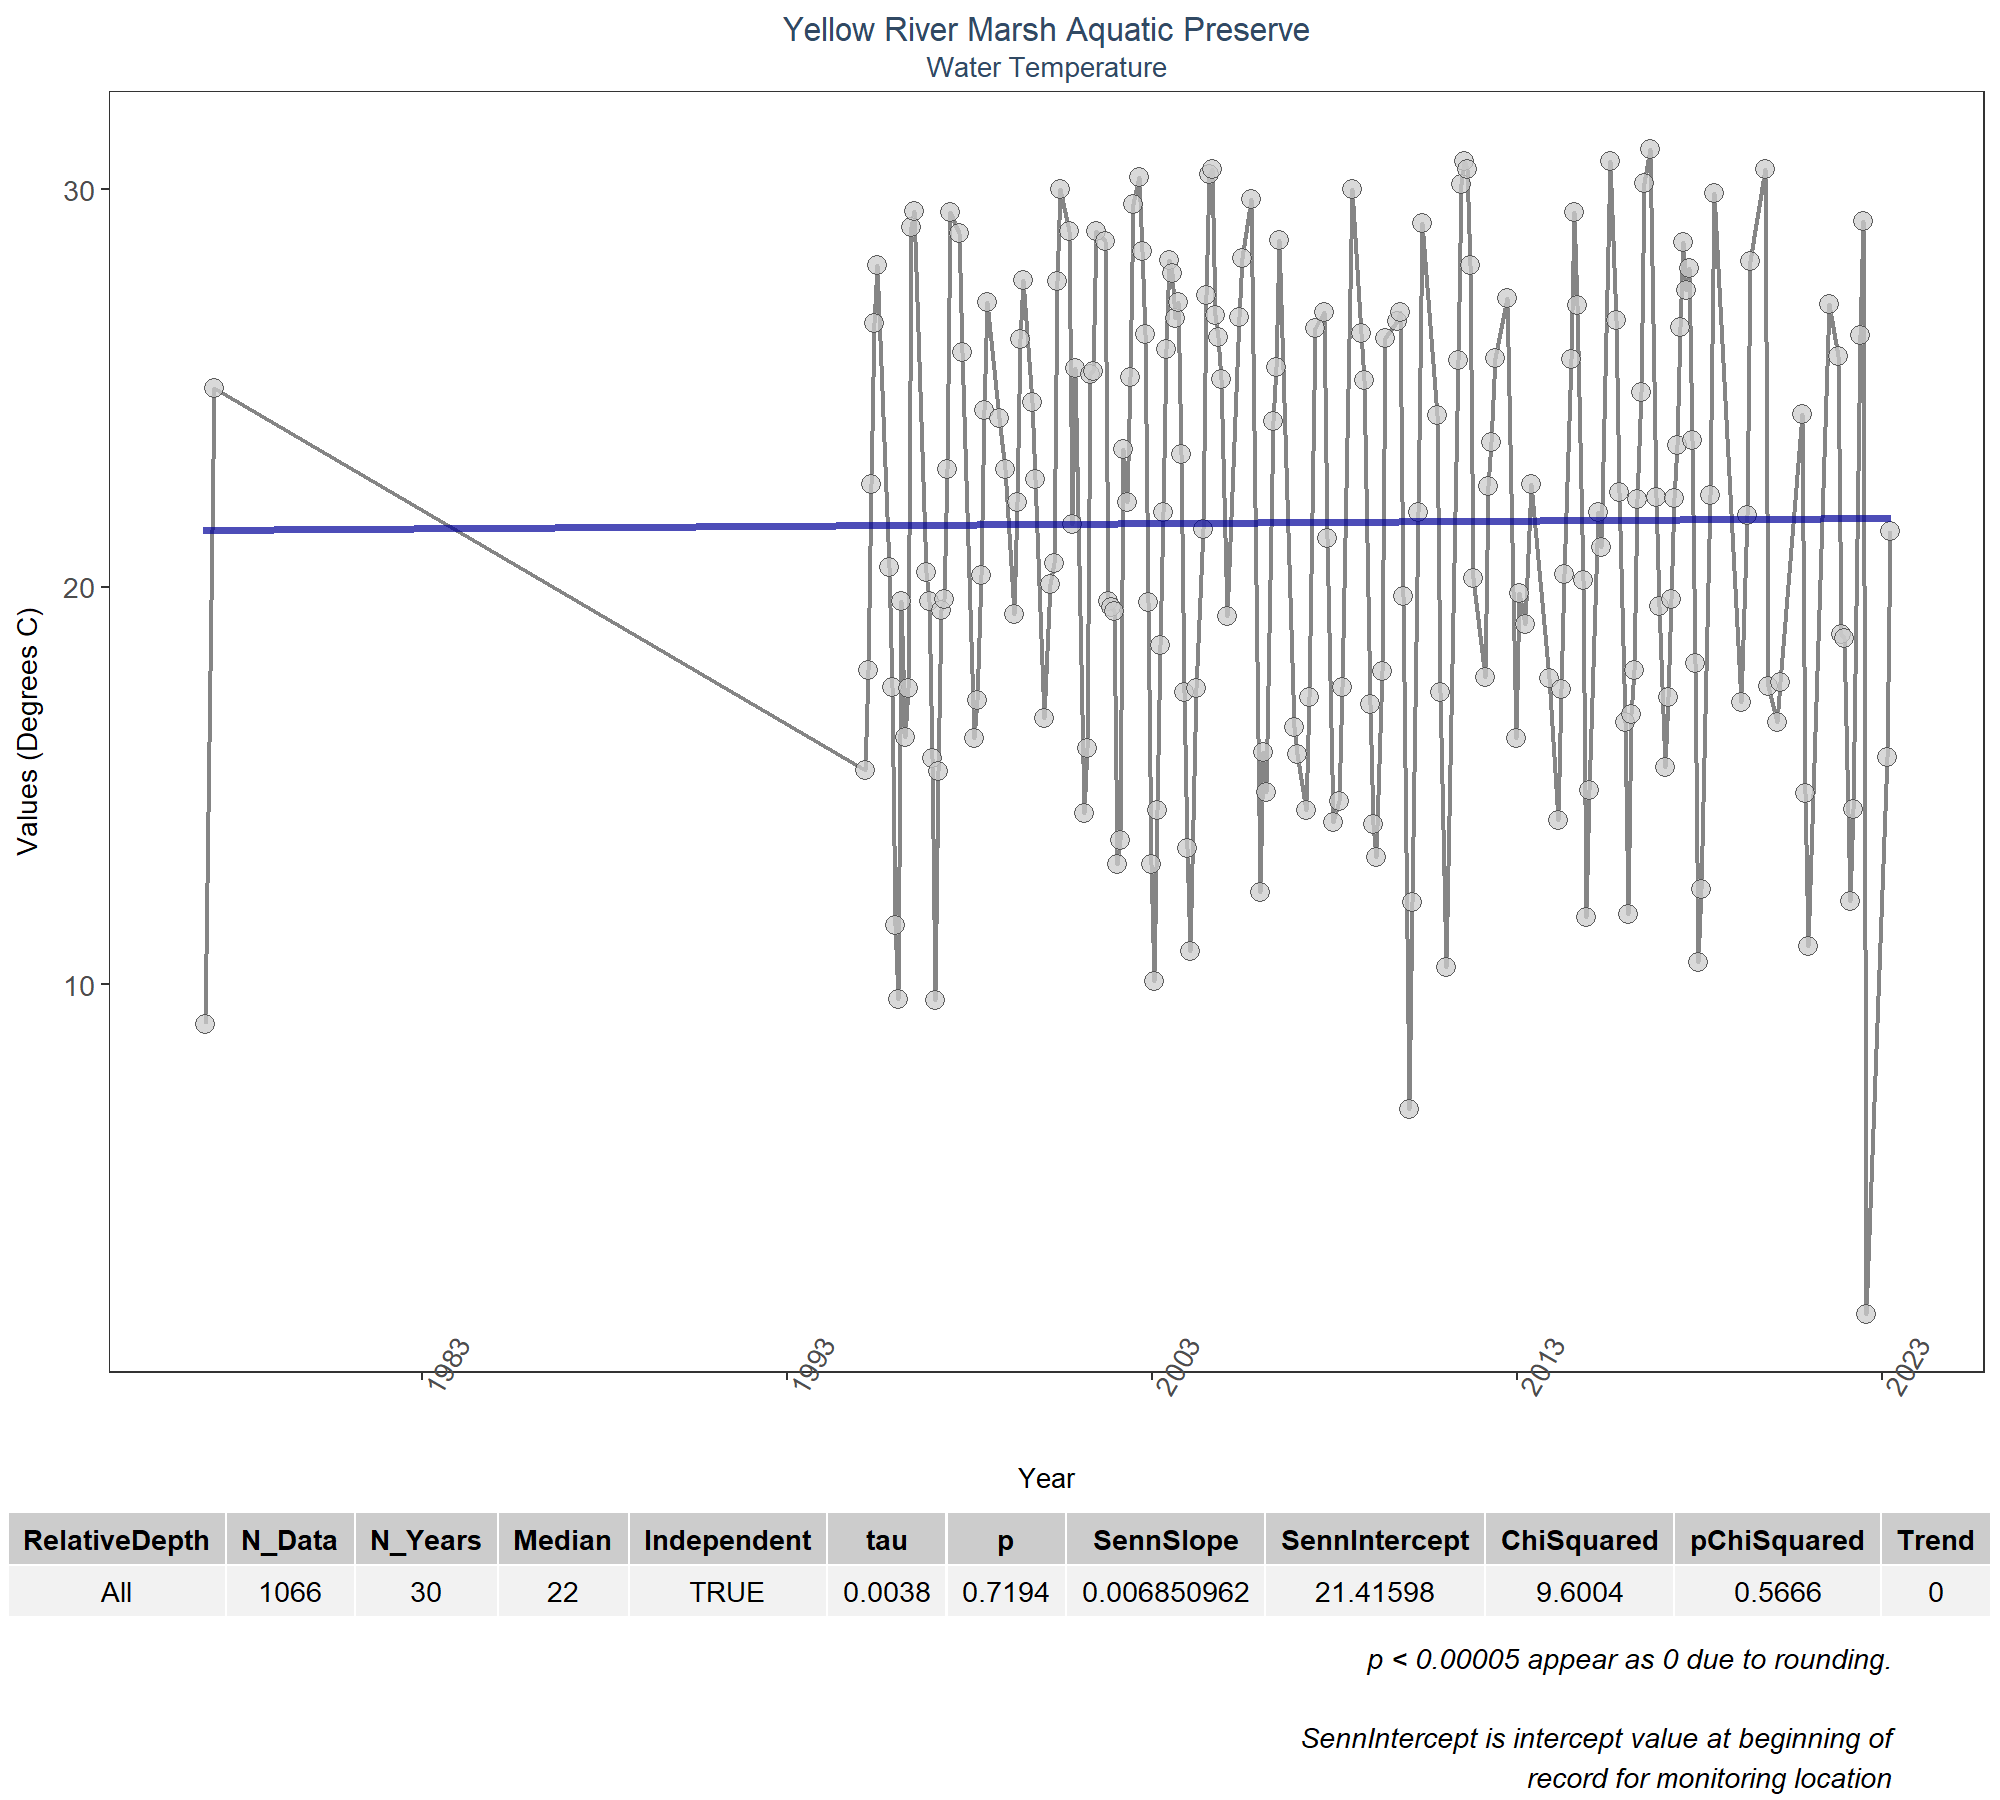 Yellow River Marsh Aquatic Preserve
Water Temperature
Values (Degrees C)
30
20
10
1983
1993
2003
2013
2023
Year
RelativeDepth N_Data N_Years Median Independent tau p SennSlope SennIntercept ChiSquared pChiSquared Trend
All 1066 30 22 TRUE 0.0038 0.7194 0.006850962 21.41598 9.6004 0.5666 0
p < 0.00005 appear as 0 due to rounding.
SennIntercept is intercept value at beginning of
record for monitoring location